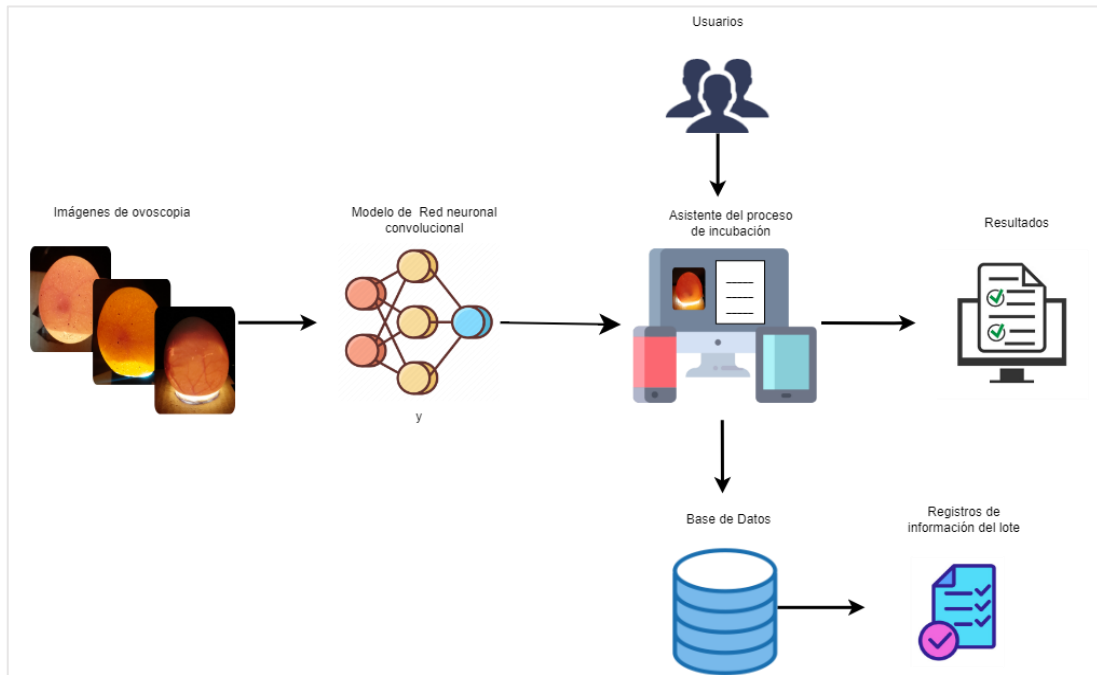 Usuarios
Imágenes de ovoscopia
Modelo de Red neuronal
convolucional
Asistente del proceso
de incubación
Resultados
y
Base de Datos
Registros de
información del lote